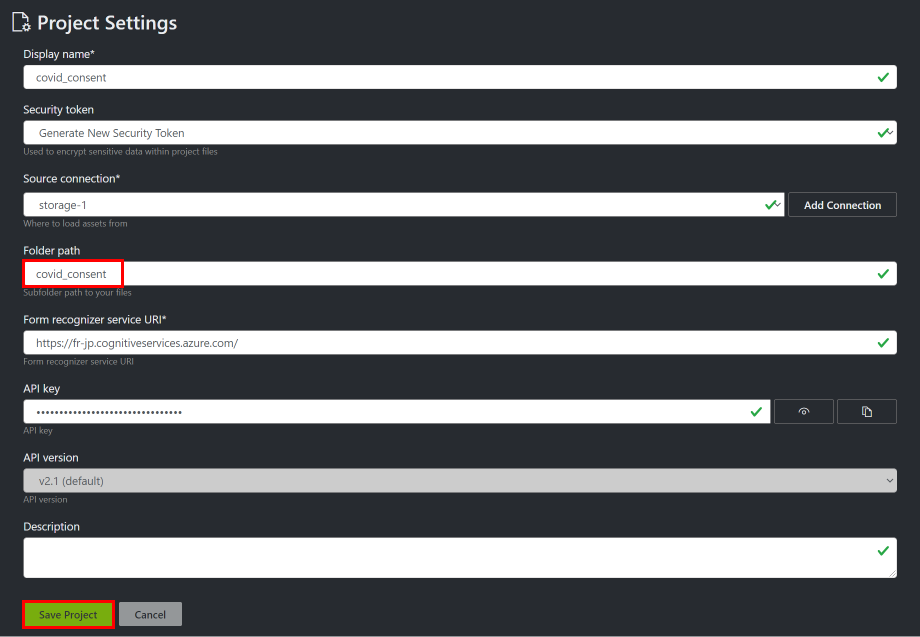 Project Settings
Display name*
covid_consent
Security token
Generate New Security Token
Used to encrypt sensitive data within project files
Source connection*
storage-1
Add Connection
Where to load assets from
Folder path
covid_consent
Subfolder path to your files
Form recognizer service URI*
https://fr-jp.cognitiveservices.azure.com/
Form recognizer service URI
API key
••••••••••••••••••••••••••••••••
API key
API version
v2.1 (default)
API version
Description
Save Project Cancel